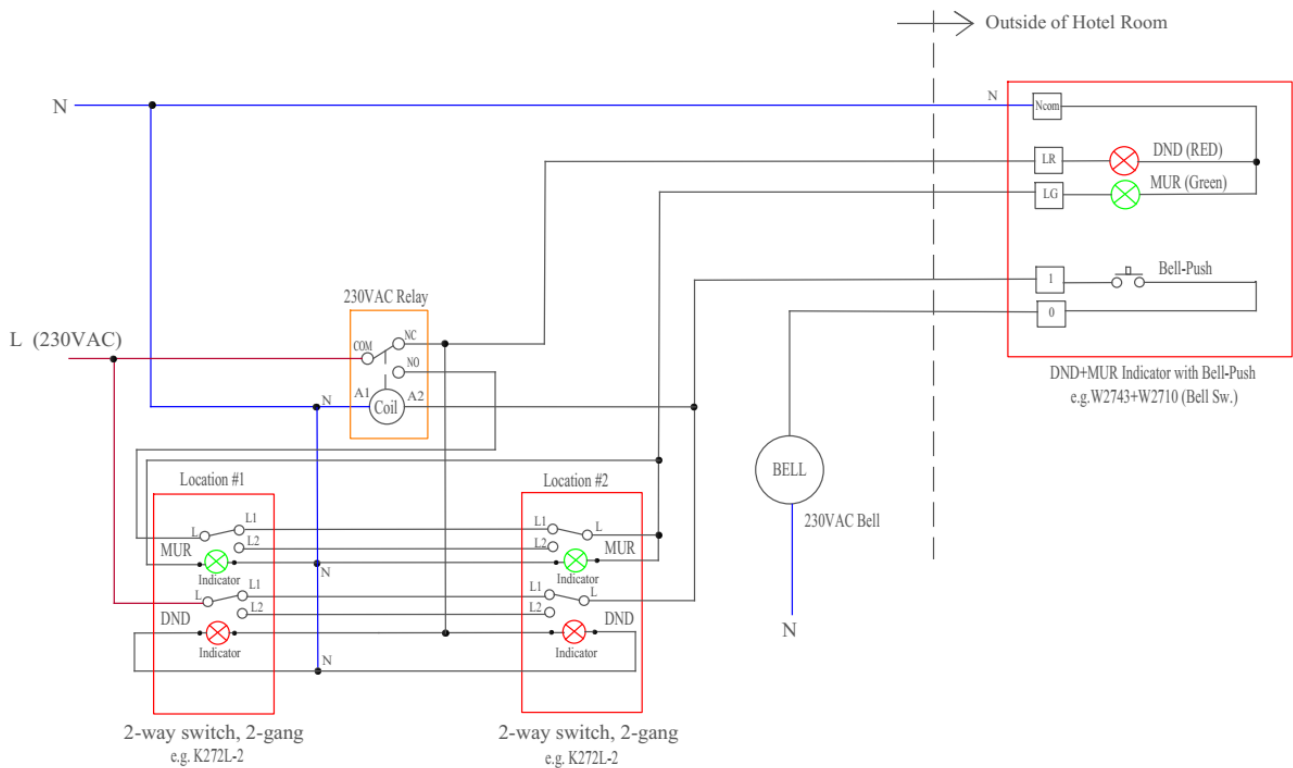 Outside of Hotel Room
N
N
Ncom
LR
DND (RED)
LG
MUR (Green)
1
Bell-Push
0
230VAC Relay
L (230VAC)
COM
NC
NO
N
A1
Coil
A2
DND+MUR Indicator with Bell-Push
e.g.W2743+W2710 (Bell Sw.)
BELL
230VAC Bell
N
Location #1
Location #2
L
L1
L1
L
MUR
L2
L2
MUR
Indicator
N
Indicator
L
L1
L1
L
DND
L2
L2
DND
Indicator
N
Indicator
2-way switch, 2-gang
e.g. K272L-2
2-way switch, 2-gang
e.g. K272L-2